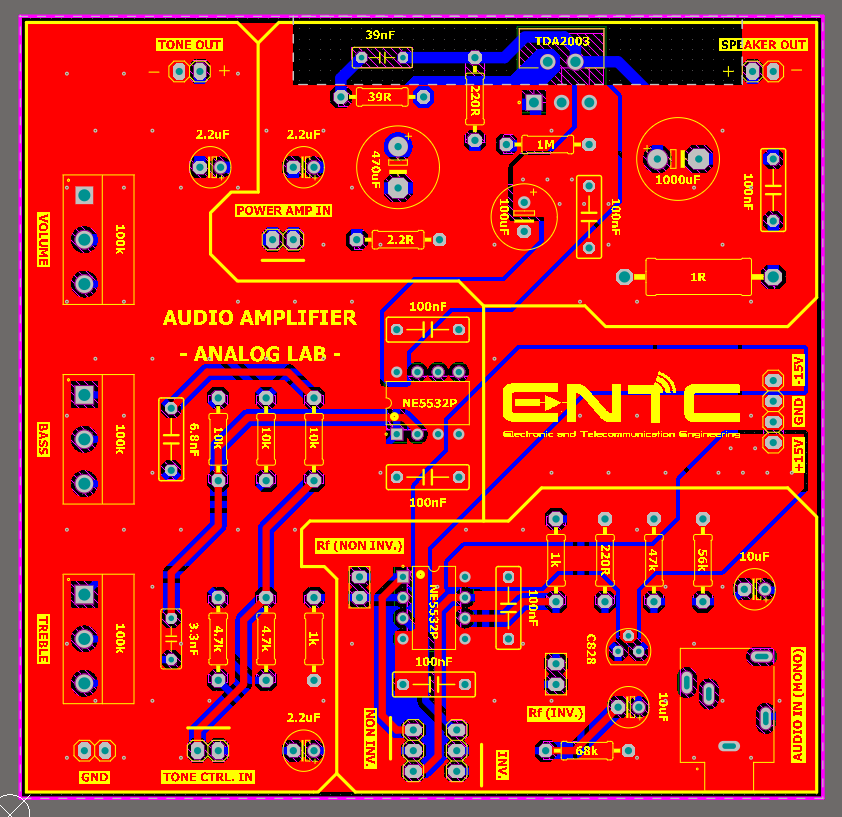 39nF
TDA2003
TONE OUT
SPEAKER OUT
− +
+ −
39R
220R
2.2uF
2.2uF
1M
470uF
1000uF
100nF
VOLUME
100k
POWER AMP IN
100uF
100nF
2.2R
1R
100nF
AUDIO AMPLIFIER
- ANALOG LAB -
-15V
GND
+15V
NE5532P
ENTC
Electronic and Telecommunication Engineering
BASS
100k
6.8nF
10k
10k
10k
100nF
Rf (NON INV.)
1k
220R
47k
56k
10uF
NE5532P
100nF
TREBLE
100k
3.3nF
4.7k
4.7k
1k
C828
100nF
AUDIO IN (MONO)
10uF
Rf (INV.)
2.2uF
NON INV.
INV.
68k
GND
TONE CTRL. IN